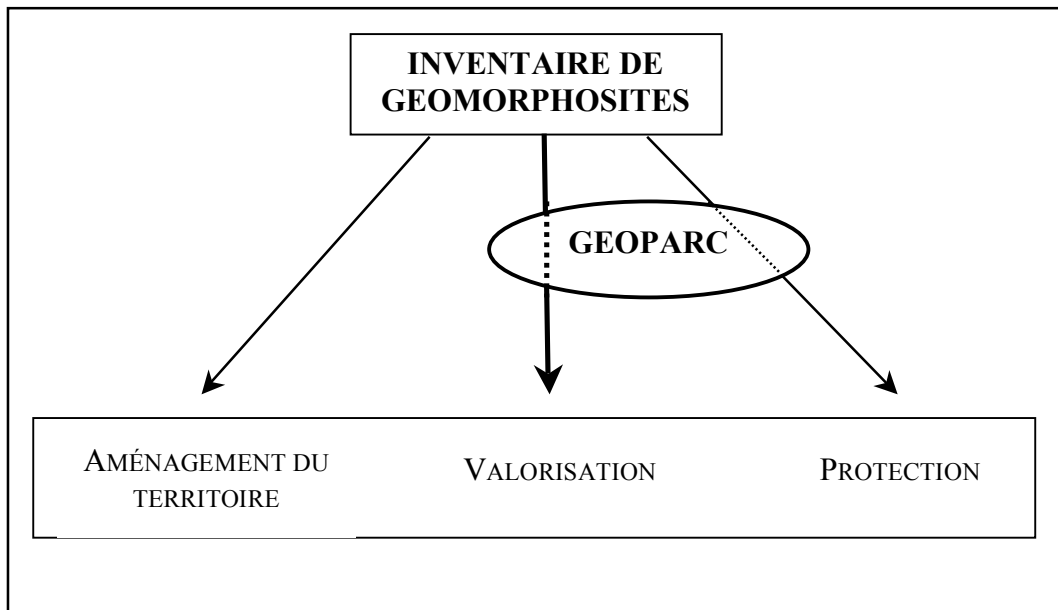 INVENTAIRE DE
GEOMORPHOSITES
GEOPARC
AMÉNAGEMENT DU
TERRITOIRE
VALORISATION
PROTECTION